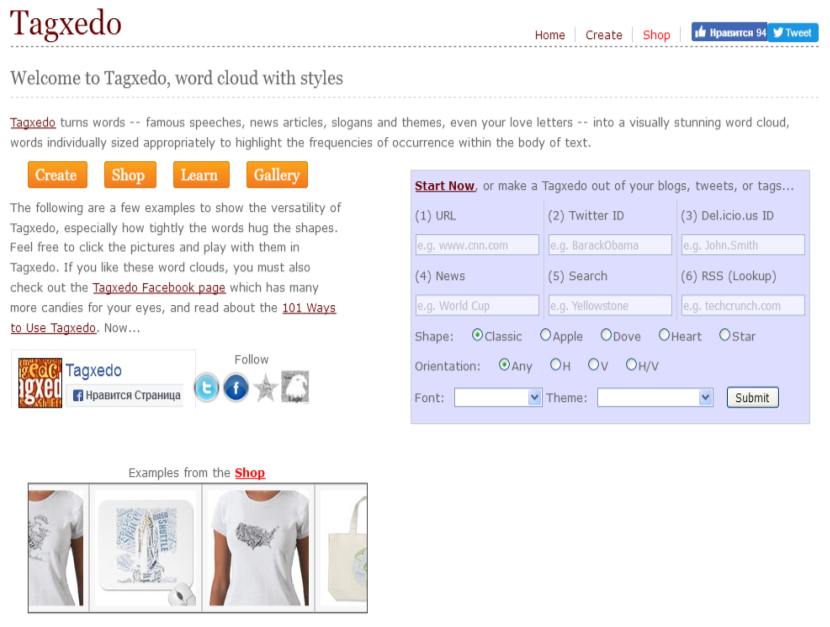 Tagxedo
Home
Create
Shop
Нравится 94
Tweet
Welcome to Tagxedo, word cloud with styles
Tagxedo turns words -- famous speeches, news articles, slogans and themes, even your love letters -- into a visually stunning word cloud,
words individually sized appropriately to highlight the frequencies of occurrence within the body of text.
Create
Shop
Learn
Gallery
The following are a few examples to show the versatility of
Tagxedo, especially how tightly the words hug the shapes.
Feel free to click the pictures and play with them in
Tagxedo. If you like these word clouds, you must also
check out the Tagxedo Facebook page which has many
more candies for your eyes, and read about the 101 Ways
to Use Tagxedo. Now...
Tagxedo
Нравится Страница
Follow
Start Now, or make a Tagxedo out of your blogs, tweets, or tags...
(1) URL
(2) Twitter ID
(3) Del.icio.us ID
e.g. www.cnn.com
e.g. BarackObama
e.g. John.Smith
(4) News
(5) Search
(6) RSS (Lookup)
e.g. World Cup
e.g. Yellowstone
e.g. techcrunch.com
Shape: Classic Apple Dove Heart Star
Orientation: Any H V H/V
Font:
Theme:
Submit
Examples from the Shop
SHUTTLE